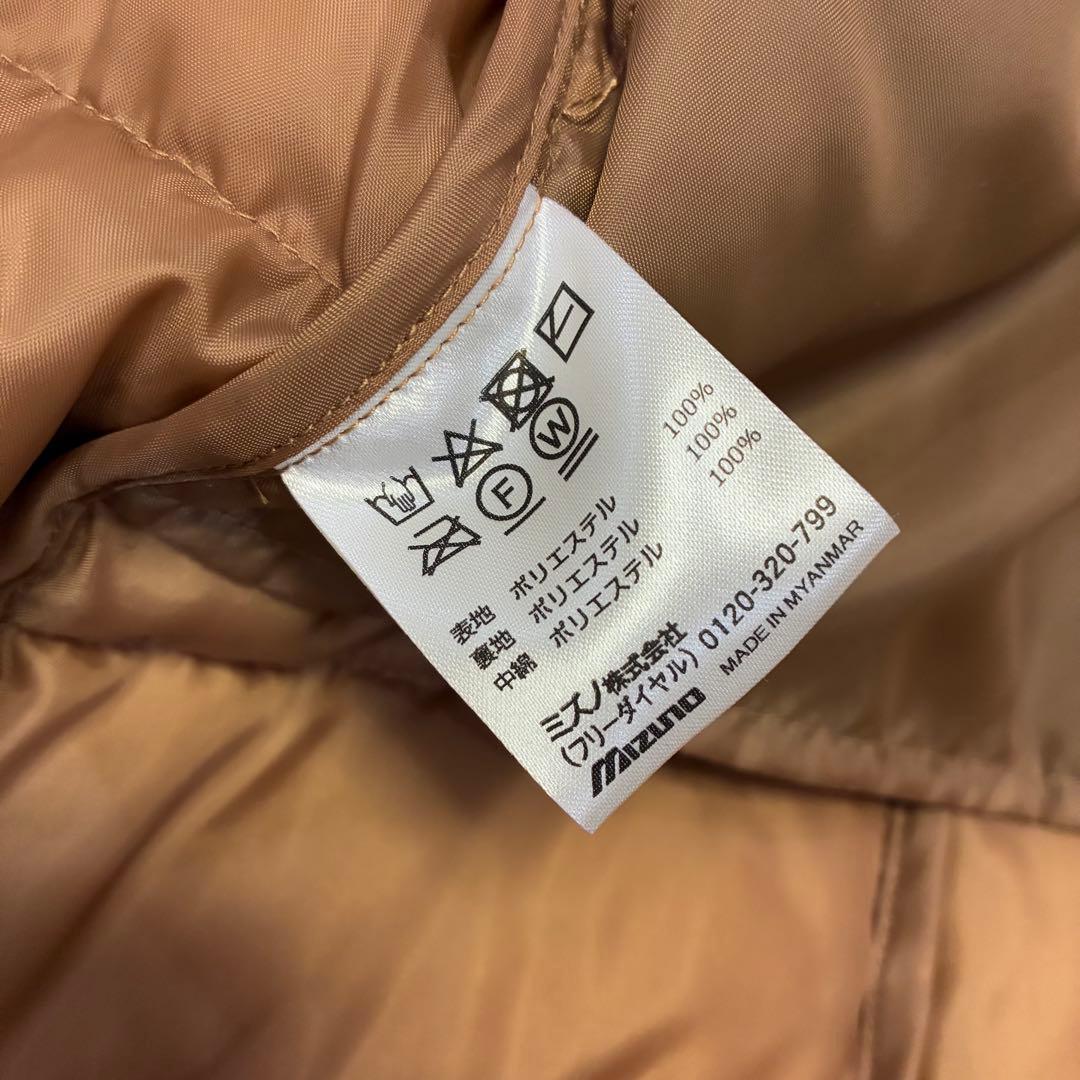 F W
表地 ポリエステル 100%
裏地 ポリエステル 100%
中綿 ポリエステル 100%
ミズノ株式会社
(フリーダイヤル) 0120-320-799
Mizuno MADE IN MYANMAR